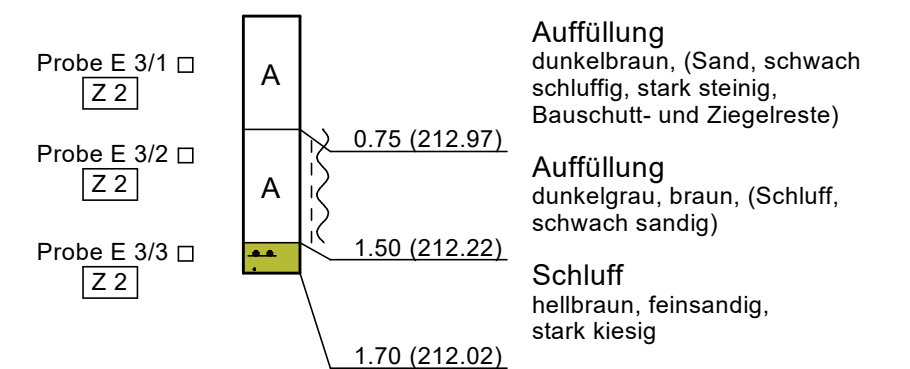 Probe E 3/1
Z 2
A
Auffüllung
dunkelbraun, (Sand, schwach
schluffig, stark steinig,
Bauschutt- und Ziegelreste)
0.75 (212.97)
Probe E 3/2
Z 2
A
Auffüllung
dunkelgrau, braun, (Schluff,
schwach sandig)
1.50 (212.22)
Probe E 3/3
Z 2
Schluff
hellbraun, feinsandig,
stark kiesig
1.70 (212.02)